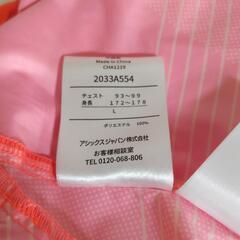 Made in China
CHA1219
2033A554
チェスト 93〜99
身長 172〜178
L
ポリエステル 100%
アシックスジャパン株式会社
お客様相談室
TEL 0120-068-806